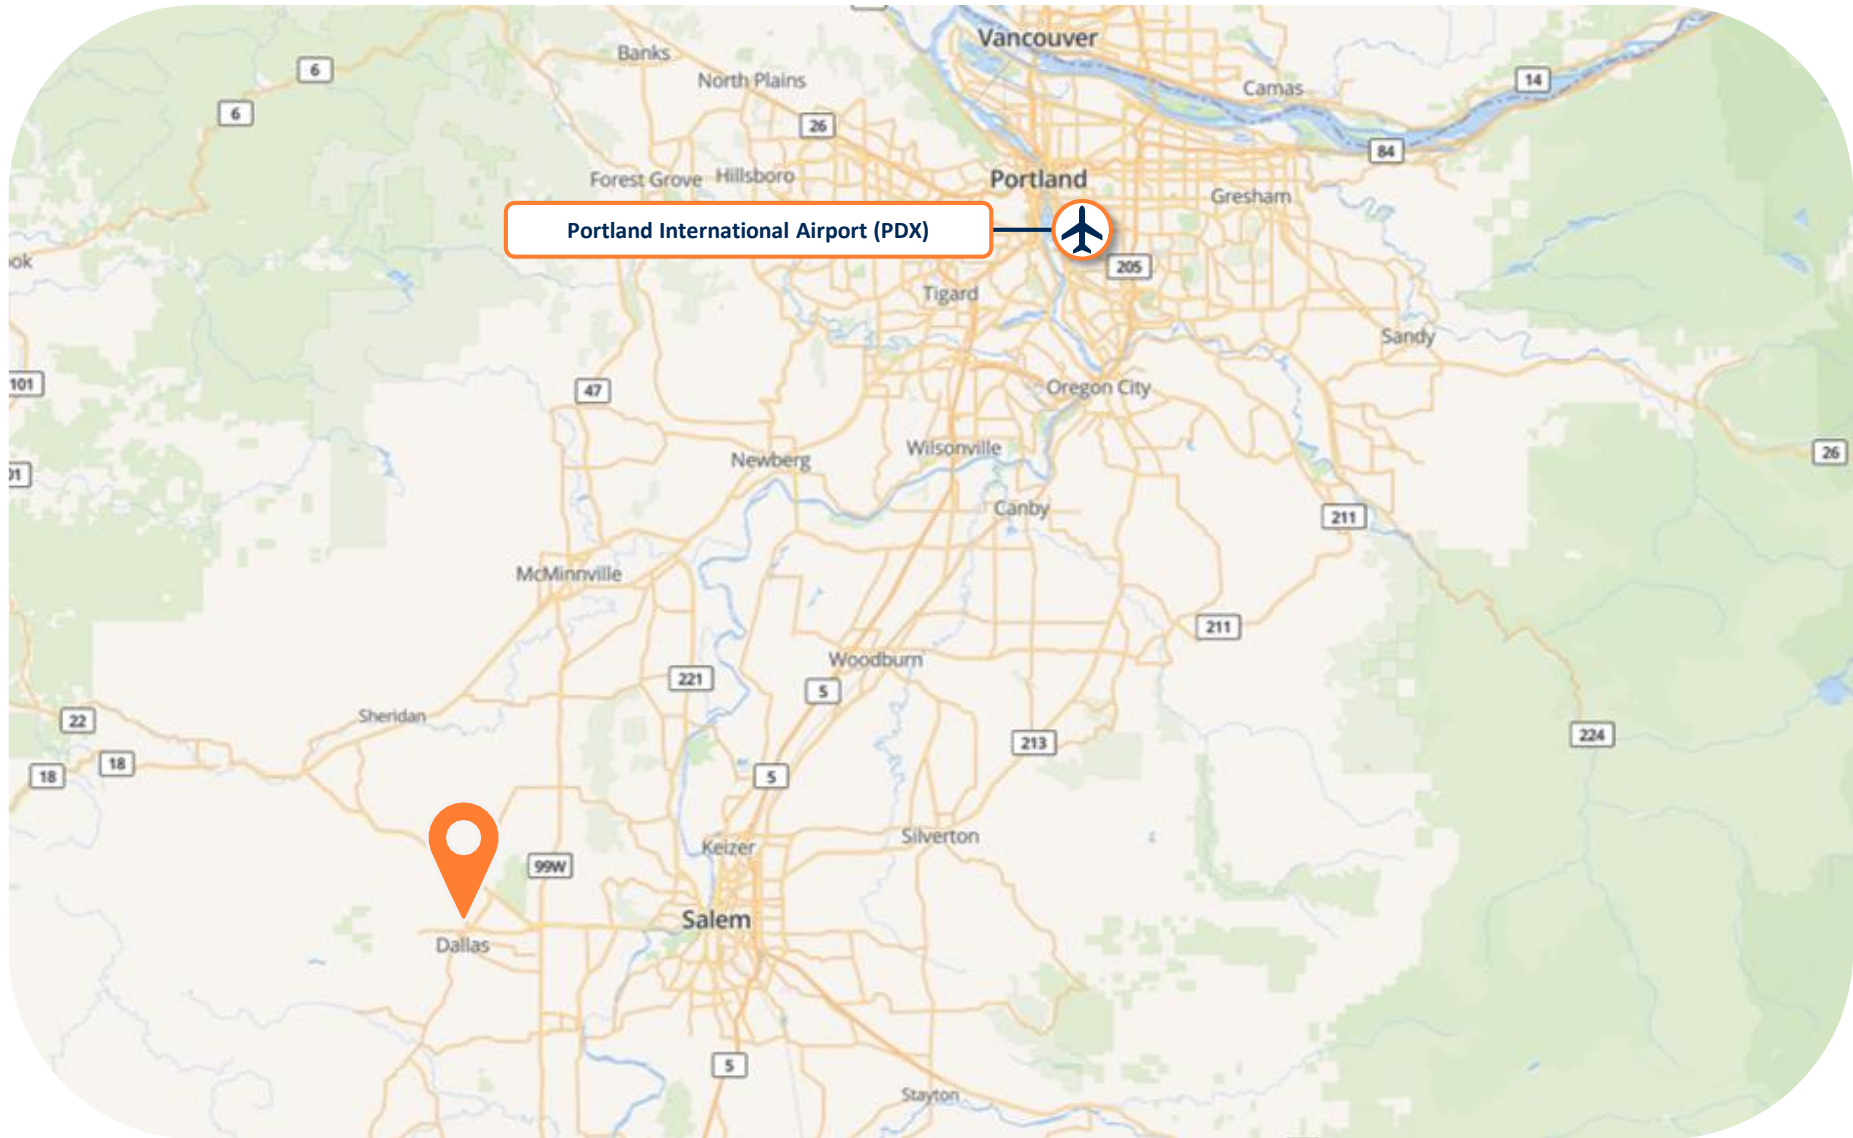 Vancouver
Banks
6
North Plains
14
Camas
6
26
84
Forest Grove
Hillsboro
Portland
Gresham
Portland International Airport (PDX)
ok
205
Tigard
Sandy
101
47
Oregon City
Wilsonville
Newberg
26
01
Canby
211
McMinnville
211
Woodburn
221
5
Sheridan
22
213
224
18
18
5
Silverton
Keizer
99W
Salem
Dallas
5
Stayton